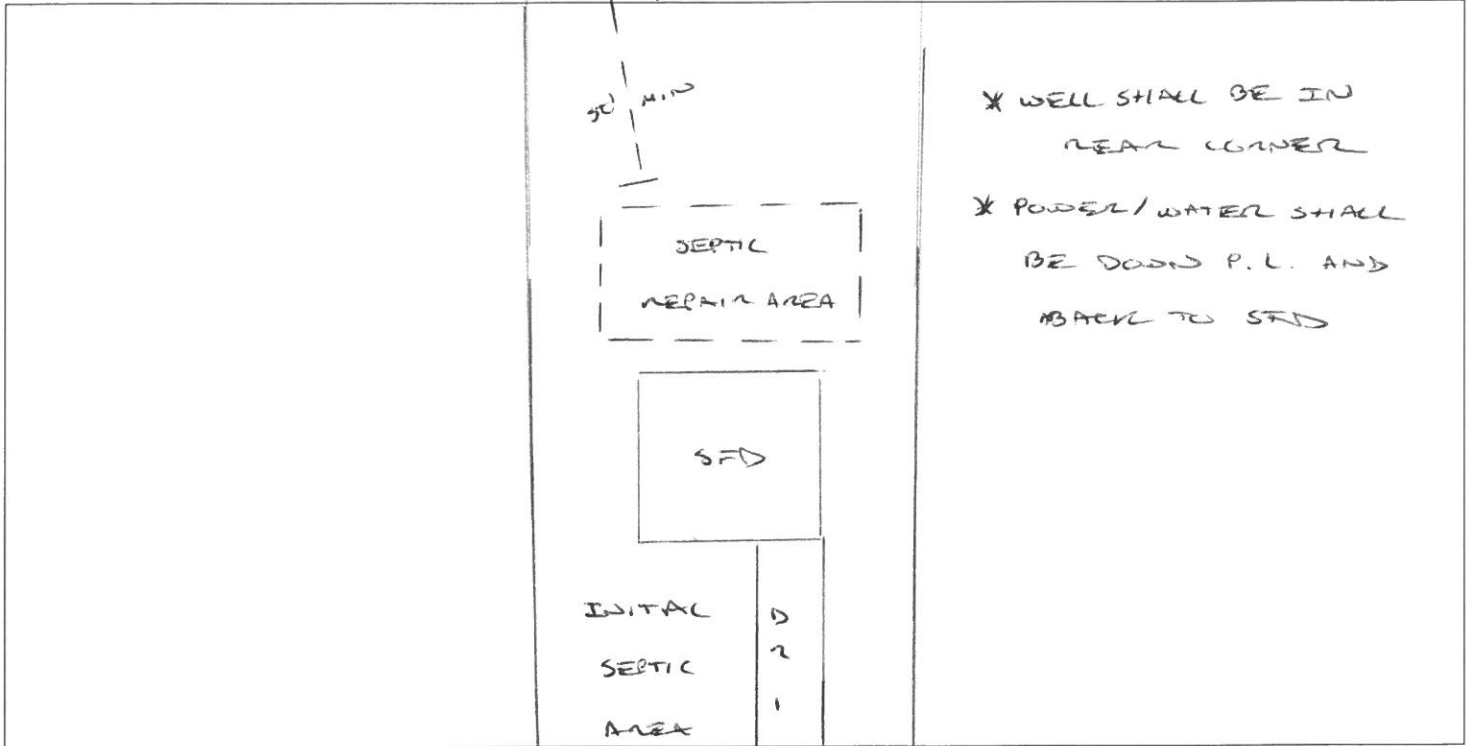 50' MIN
SEPTIC
REPAIR AREA
SFD
INITAL
SEPTIC
AREA
D
R
I
* WELL SHALL BE IN
REAR CORNER
* POWER/WATER SHALL
BE DOWN P.L. AND
BACK TO SFD